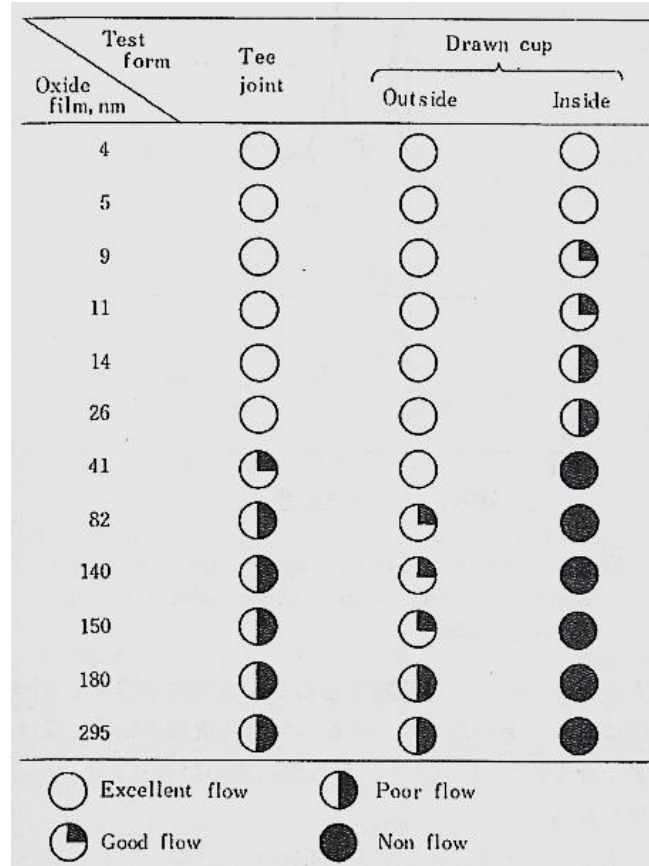 Test form
Oxide film, nm
Tee joint
Drawn cup
Outside Inside
4
5
9
11
14
26
41
82
140
150
180
295
Excellent flow Poor flow
Good flow Non flow